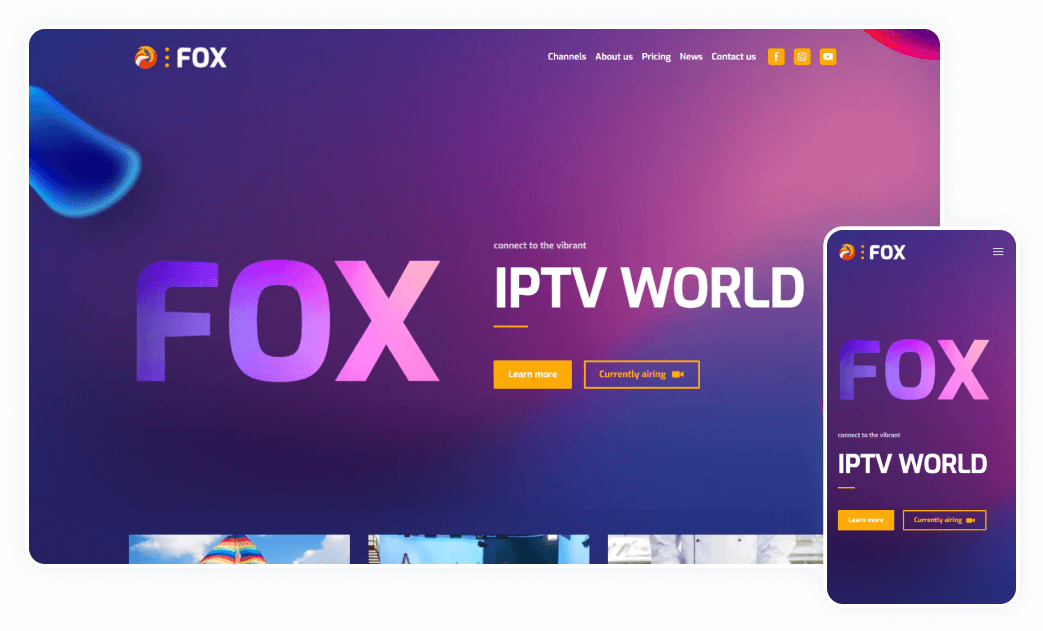 FOX
Channels About us Pricing News Contact us
connect to the vibrant
FOX
IPTV WORLD
Learn more Currently airing
FOX
FOX
connect to the vibrant
IPTV WORLD
Learn more Currently airing